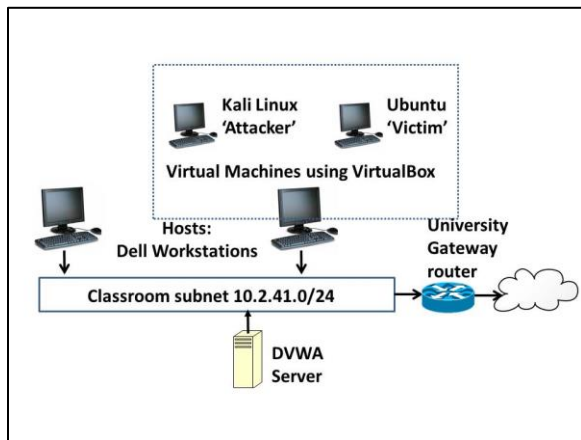 Kali Linux
‘Attacker’
Ubuntu
‘Victim’
Virtual Machines using VirtualBox
Hosts:
Dell Workstations
University
Gateway
router
Classroom subnet 10.2.41.0/24
DVWA
Server